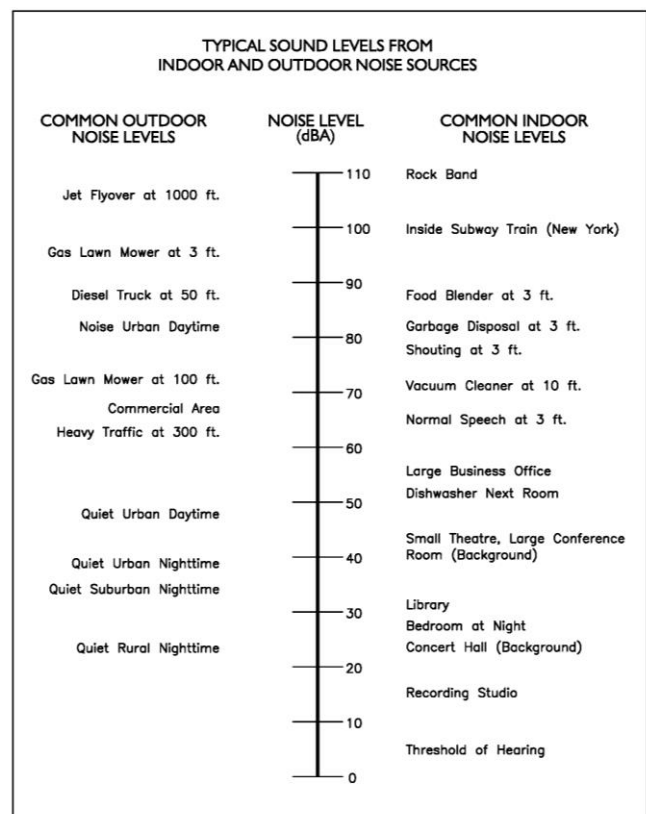 TYPICAL SOUND LEVELS FROM
INDOOR AND OUTDOOR NOISE SOURCES
COMMON OUTDOOR
NOISE LEVELS
NOISE LEVEL
(dBA)
COMMON INDOOR
NOISE LEVELS
110
Rock Band
Jet Flyover at 1000 ft.
100
Inside Subway Train (New York)
Gas Lawn Mower at 3 ft.
90
Diesel Truck at 50 ft.
Food Blender at 3 ft.
Noise Urban Daytime
Garbage Disposal at 3 ft.
80
Shouting at 3 ft.
Gas Lawn Mower at 100 ft.
Vacuum Cleaner at 10 ft.
70
Commercial Area
Normal Speech at 3 ft.
Heavy Traffic at 300 ft.
60
Large Business Office
Dishwasher Next Room
50
Quiet Urban Daytime
Small Theatre, Large Conference
Room (Background)
40
Quiet Urban Nighttime
Quiet Suburban Nighttime
Library
30
Bedroom at Night
Quiet Rural Nighttime
Concert Hall (Background)
20
Recording Studio
10
Threshold of Hearing
0